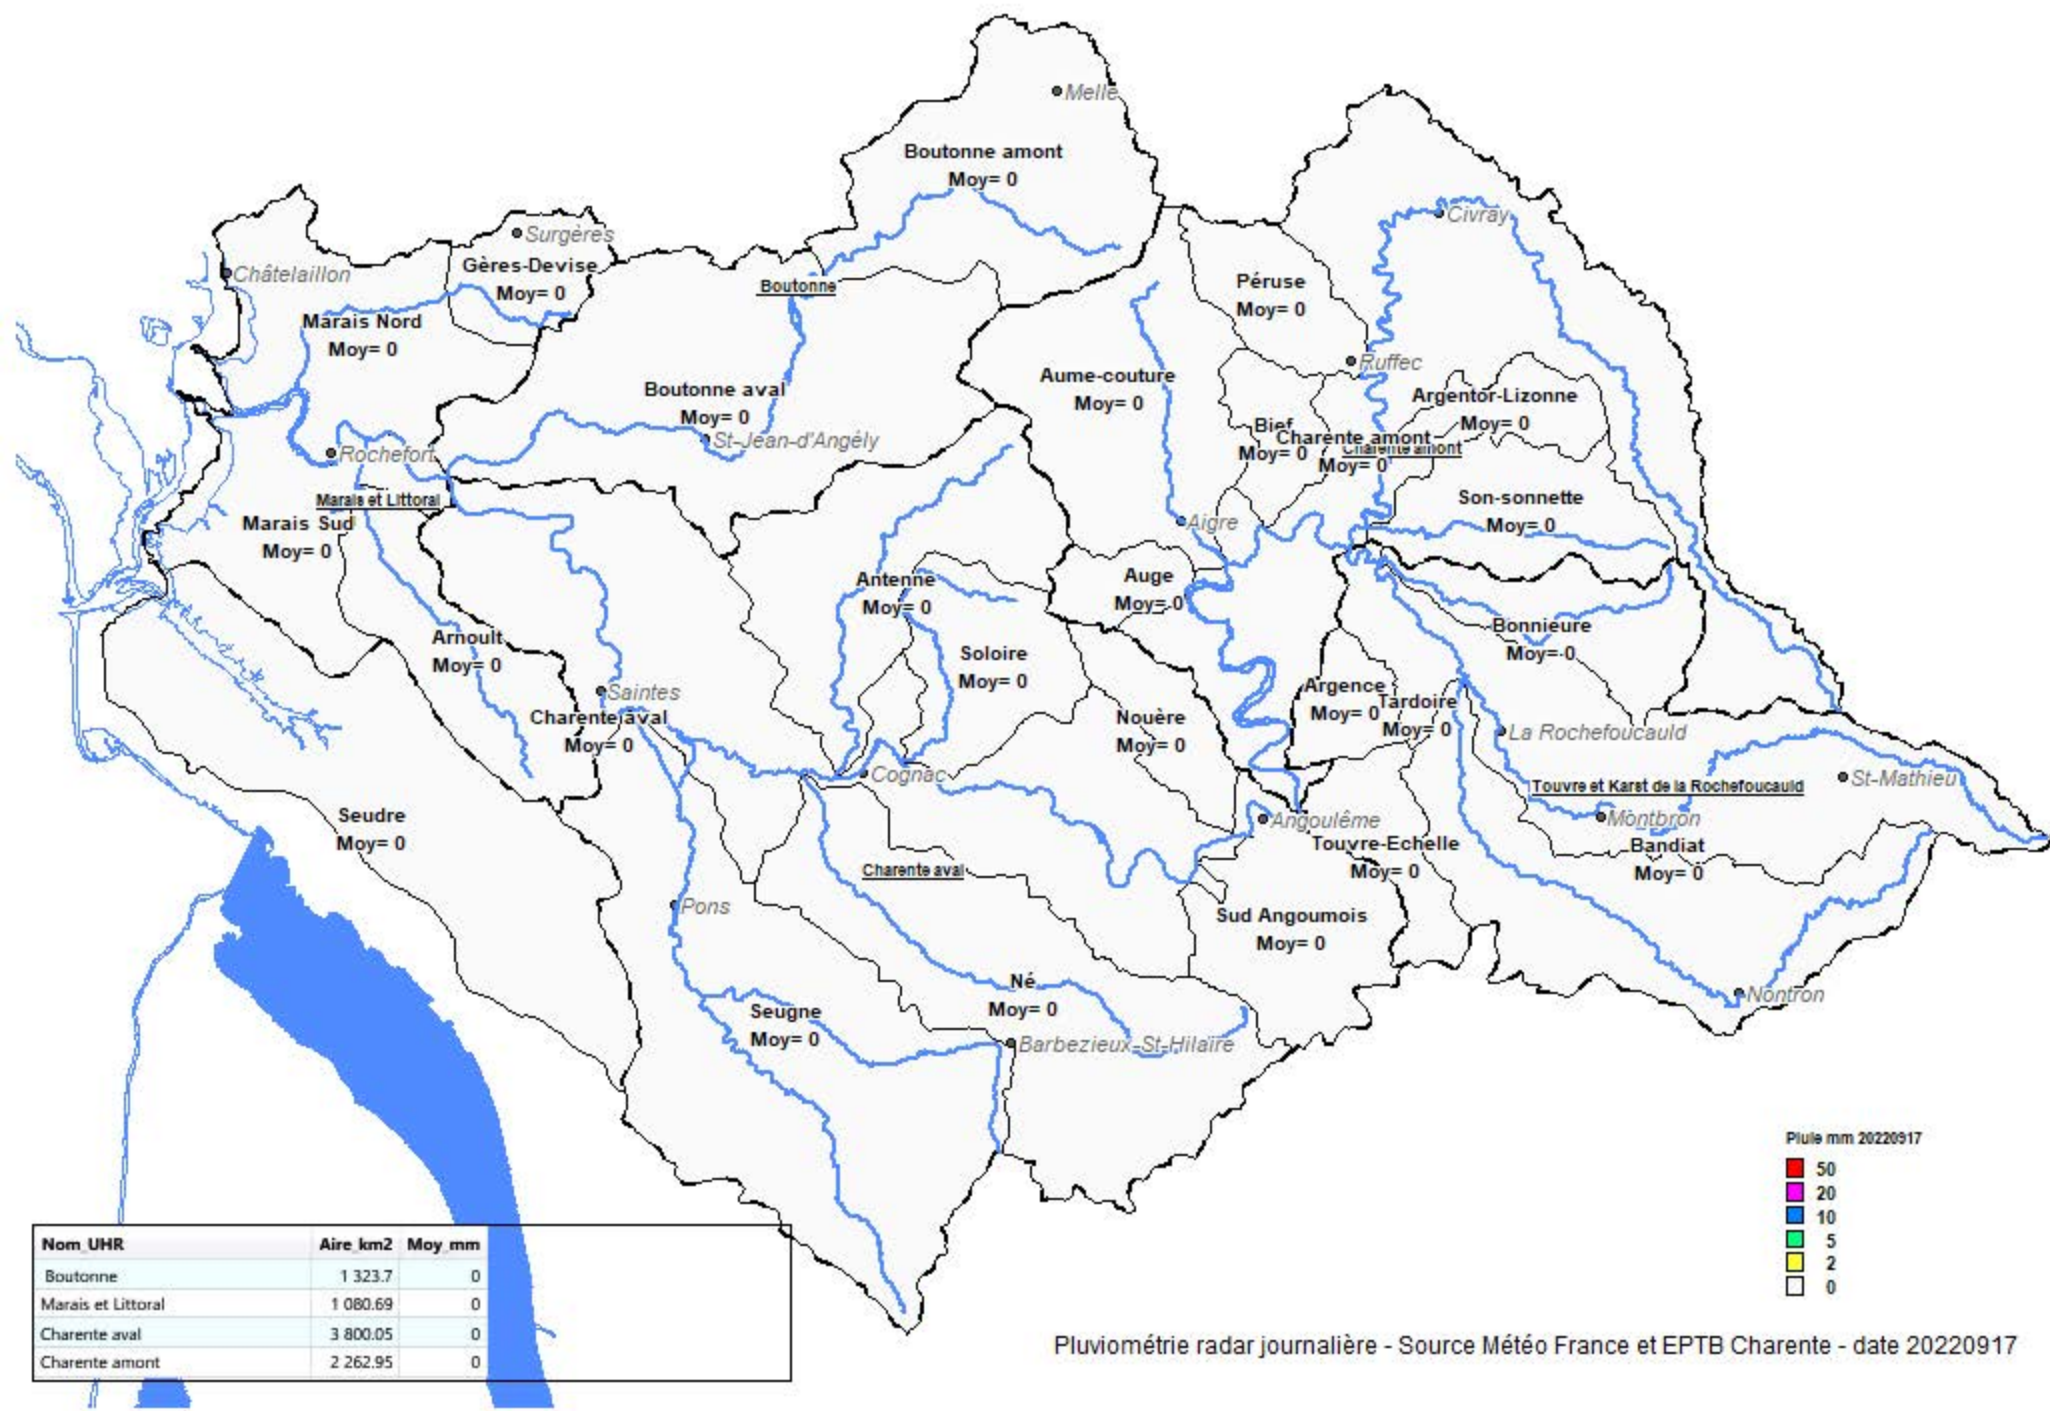 Melle
Boutonne amont
Moy= 0
Civray
Surgères
Châtelaillon
Gères-Devise
Moy= 0
Boutonne
Péruse
Moy= 0
Marais Nord
Moy= 0
Ruffec
Aume-couture
Moy= 0
Boutonne aval
Moy= 0
Argentor-Lizonne
Moy= 0
St-Jean-d'Angély
Bief
Moy= 0
Charente amont
Moy= 0
Charente amont
Rochefort
Marais et Littoral
Son-sonnette
Moy= 0
Marais Sud
Moy= 0
Aigre
Antenne
Moy= 0
Auge
Moy= 0
Bonnieure
Moy= 0
Arnoult
Moy= 0
Soloire
Moy= 0
Saintes
Argence
Moy= 0
Tardoire
Moy= 0
Charente aval
Moy= 0
Nouère
Moy= 0
La Rochefoucauld
Cognac
Touvre et Karst de la Rochefoucauld
St-Mathieu
Seudre
Moy= 0
Angoulême
Montbron
Touvre-Echelle
Moy= 0
Bandiat
Moy= 0
Charente aval
Pons
Sud Angoumois
Moy= 0
Né
Moy= 0
Nontron
Seugne
Moy= 0
Barbezieux-St-Hilaire
Pluie mm 20220917
50
20
10
5
2
0
Nom_UHR Aire_km2 Moy_mm
Boutonne 1 323.7 0
Marais et Littoral 1 080.69 0
Charente aval 3 800.05 0
Charente amont 2 262.95 0
Pluviométrie radar journalière - Source Météo France et EPTB Charente - date 20220917